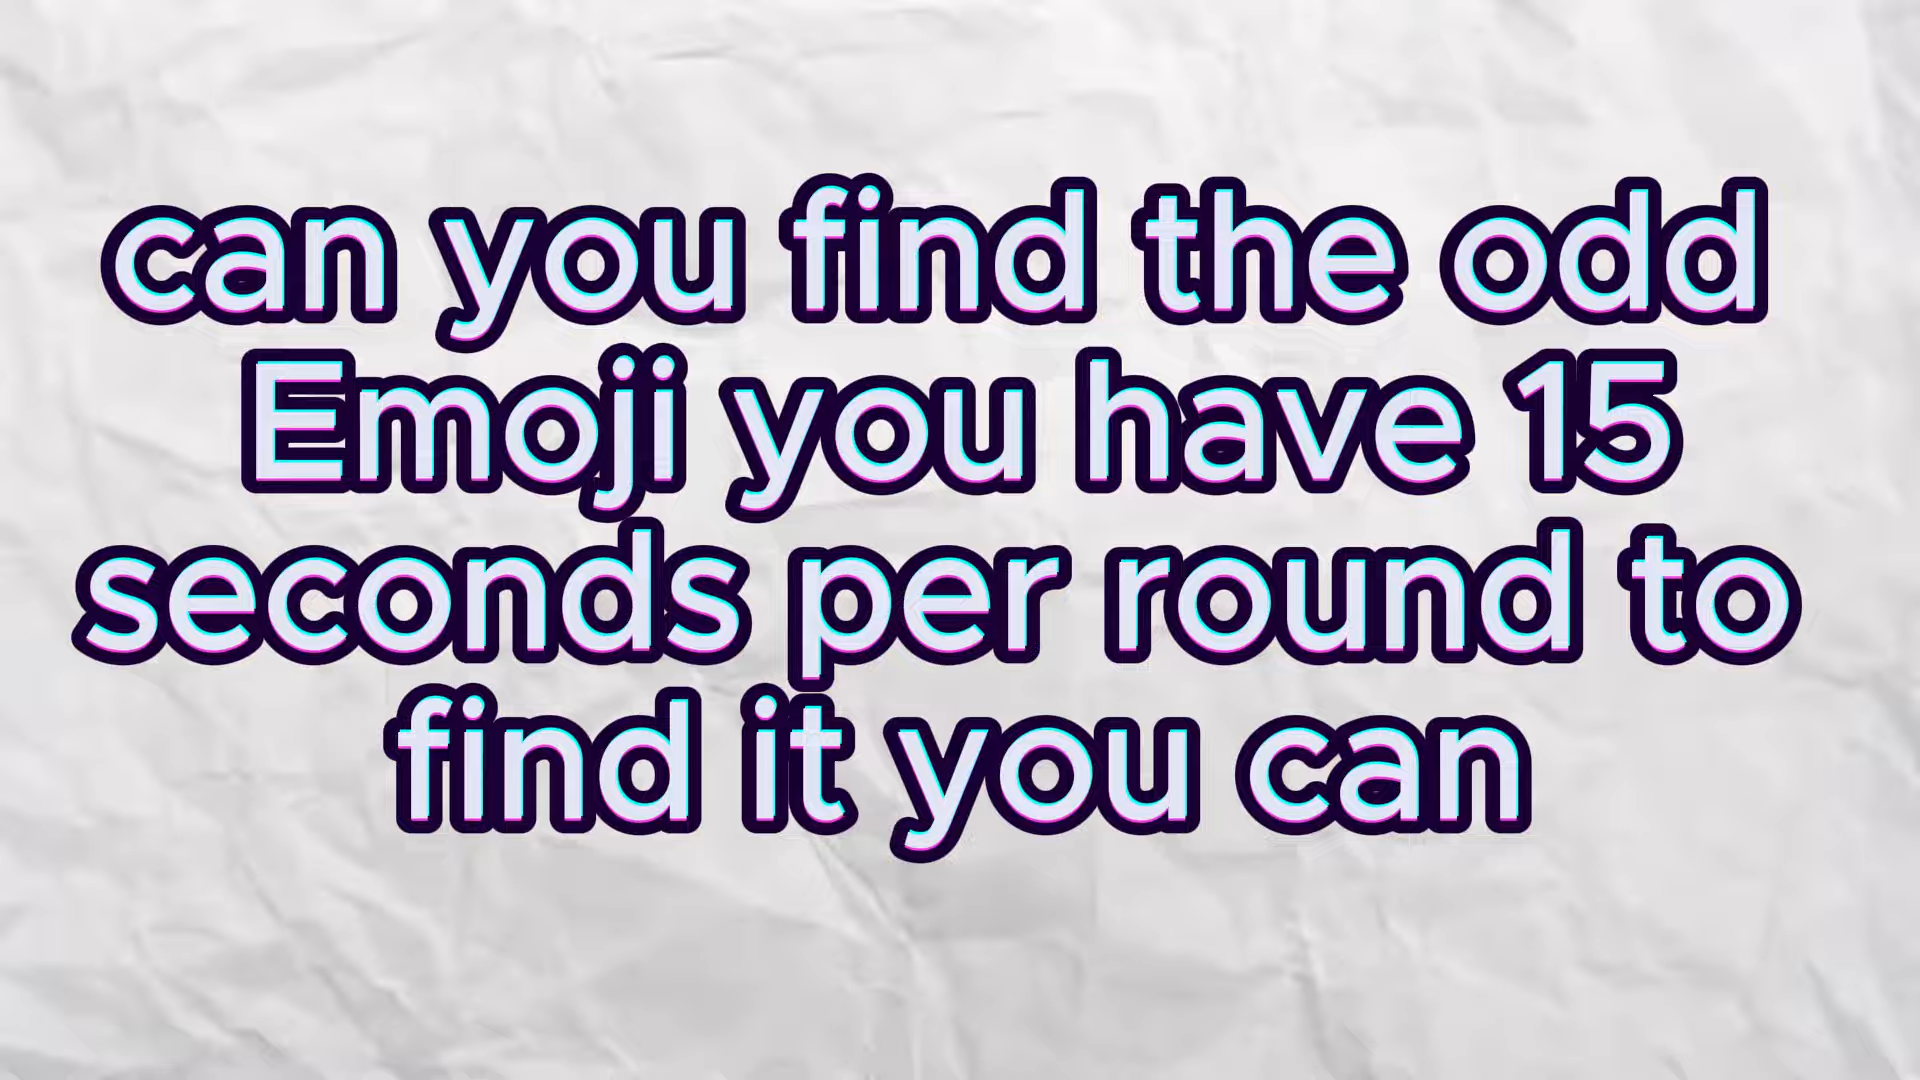 can you find the odd
Emoji you have 15
seconds per round to
find it you can